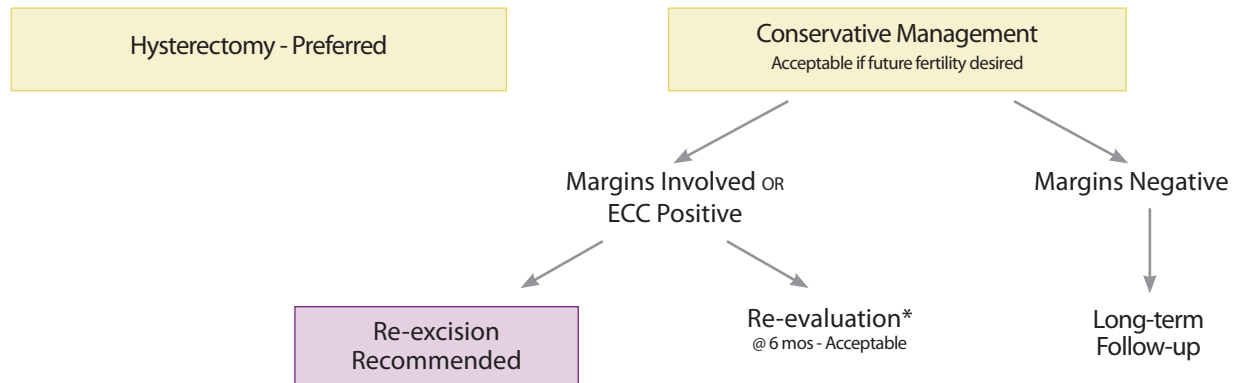 Hysterectomy - Preferred
Conservative Management
Acceptable if future fertility desired
Margins Involved OR
ECC Positive
Margins Negative
Re-excision
Recommended
Re-evaluation*
@ 6 mos - Acceptable
Long-term
Follow-up